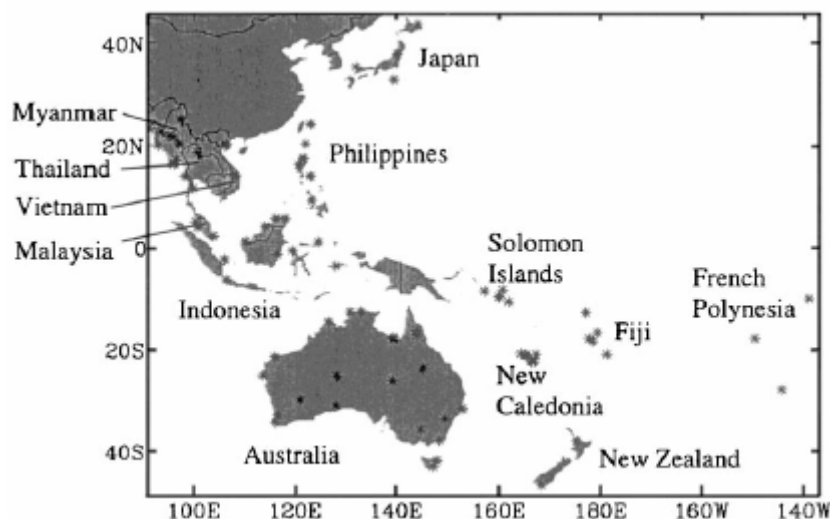 40N
Japan
Myanmar
20N
Philippines
Thailand
Vietnam
Malaysia
0
Solomon
Islands
French
Polynesia
Indonesia
Fiji
20S
New
Caledonia
40S
Australia
New Zealand
100E 120E 140E 160E 180E 160W 140W